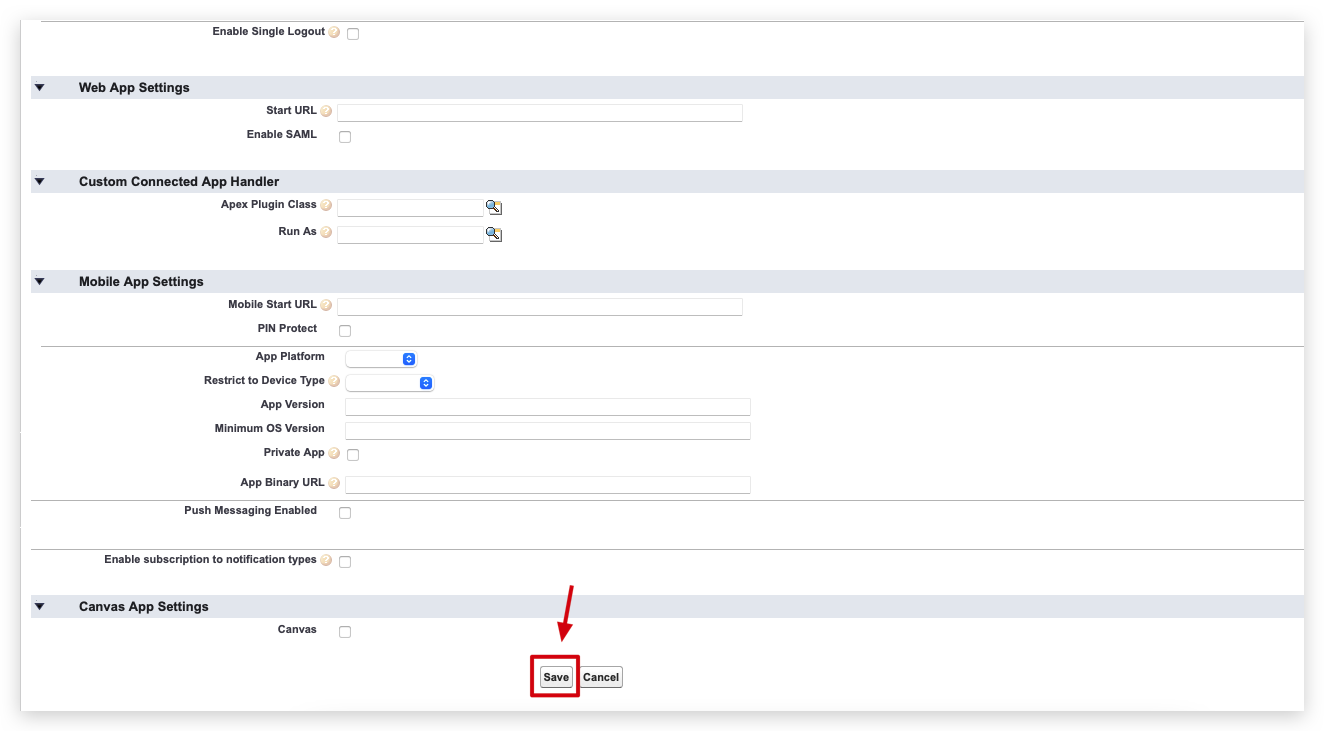 Enable Single Logout ?
Web App Settings
Start URL ?
Enable SAML
Custom Connected App Handler
Apex Plugin Class ?
Run As ?
Mobile App Settings
Mobile Start URL ?
PIN Protect
App Platform
Restrict to Device Type ?
App Version
Minimum OS Version
Private App ?
App Binary URL ?
Push Messaging Enabled
Enable subscription to notification types ?
Canvas App Settings
Canvas
Save Cancel